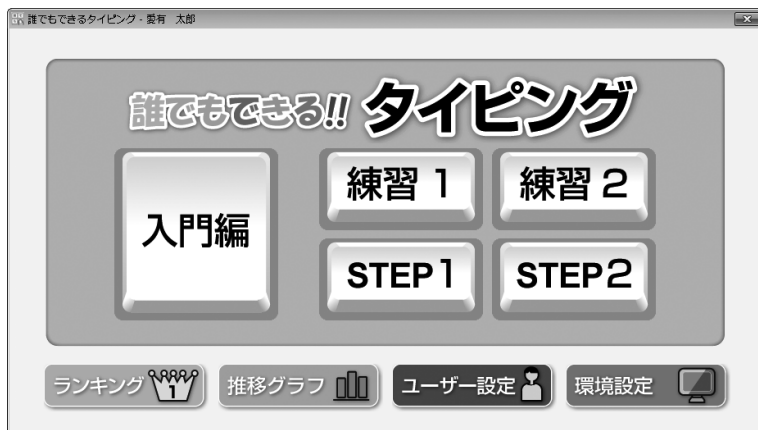 誰でもできるタイピング - 愛有　太郎
誰でもできる!! タイピング
入門編
練習 1
練習 2
STEP1
STEP2
ランキング 1
推移グラフ
ユーザー設定
環境設定